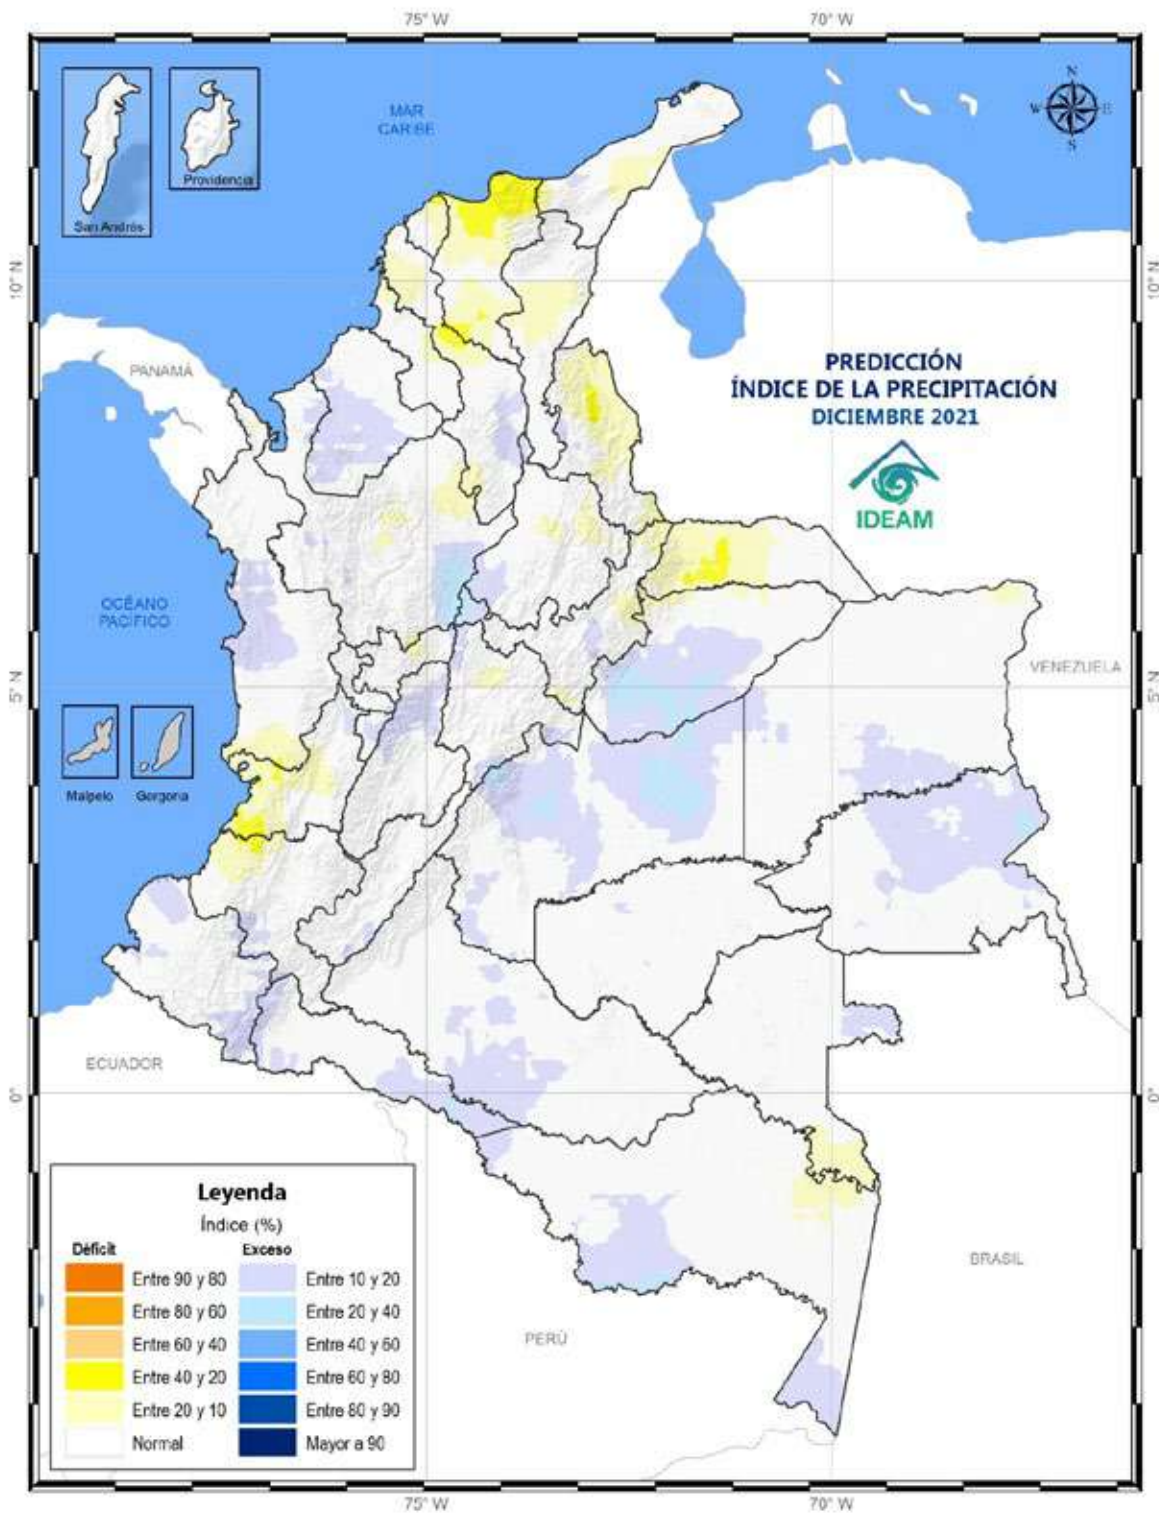 75° W
70° W
MAR
CARIBE
N
W
E
S
San Andrés
Providencia
10° N
10° N
PANAMÁ
PREDICCIÓN
ÍNDICE DE LA PRECIPITACIÓN
DICIEMBRE 2021
IDEAM
OCÉANO
PACÍFICO
VENEZUELA
5° N
5° N
Malpelo
Gorgona
ECUADOR
0°
0°
BRASIL
PERÚ
Leyenda
Índice (%)
Déficit
Exceso
Entre 90 y 80
Entre 10 y 20
Entre 80 y 60
Entre 20 y 40
Entre 60 y 40
Entre 40 y 60
Entre 40 y 20
Entre 60 y 80
Entre 20 y 10
Entre 80 y 90
Normal
Mayor a 90
75° W
70° W